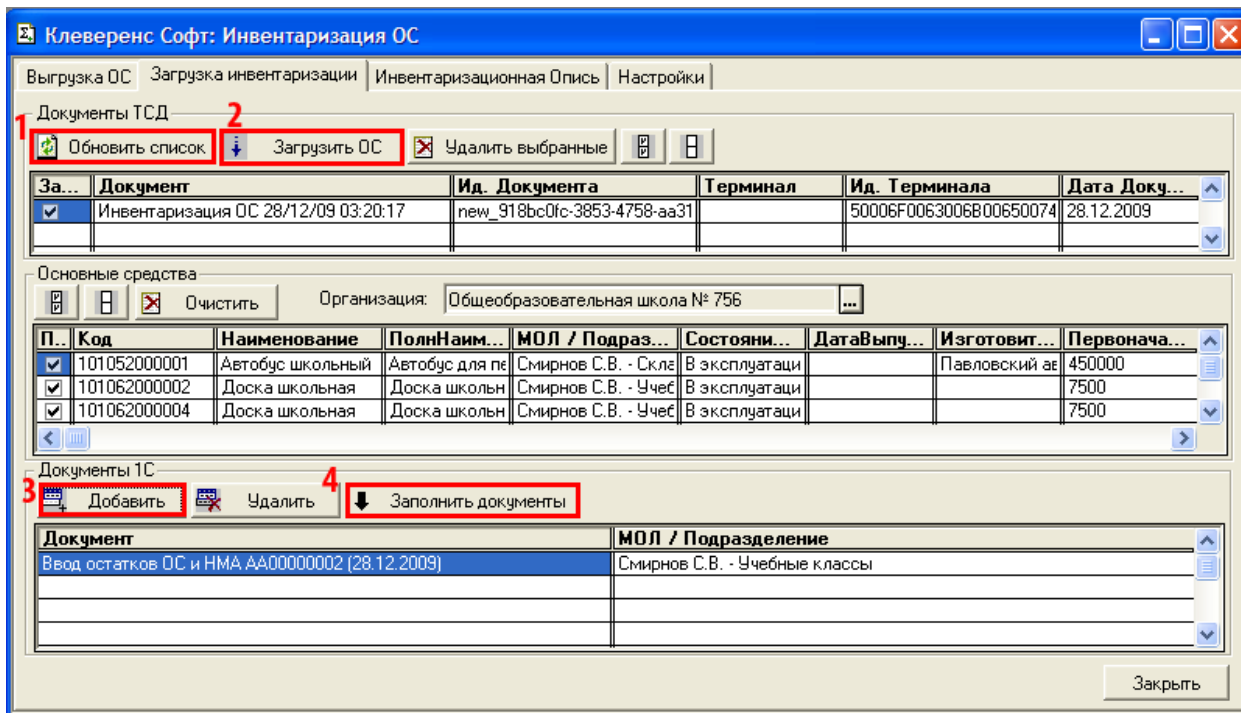 Клеверенс Софт: Инвентаризация ОС
Выгрузка ОС Загрузка инвентаризации Инвентаризационная Опись Настройки
Документы ТСД
1 2
Обновить список Загрузить ОС Удалить выбранные
За... Документ Ид. Документа Терминал Ид. Терминала Дата Доку...
Инвентаризация ОС 28/12/09 03:20:17 new_918bc0fc-3853-4758-aa31 50006F0063006B00650074 28.12.2009
Основные средства
Очистить Организация: Общеобразовательная школа № 756 ...
П.. Код Наименование ПолнНаим... МОЛ / Подраз... Состояни... ДатаВыпу... Изготовит... Первонача...
101052000001 Автобус школьный Автобус для пе Смирнов С.В. - Скла В эксплуатаци Павловский ав 450000
101062000002 Доска школьная Доска школьн Смирнов С.В. - Учеб В эксплуатаци 7500
101062000004 Доска школьная Доска школьн Смирнов С.В. - Учеб В эксплуатаци 7500
Документы 1С
3 Добавить Удалить 4 Заполнить документы
Документ МОЛ / Подразделение
Ввод остатков ОС и НМА АА00000002 (28.12.2009) Смирнов С.В. - Учебные классы
Закрыть